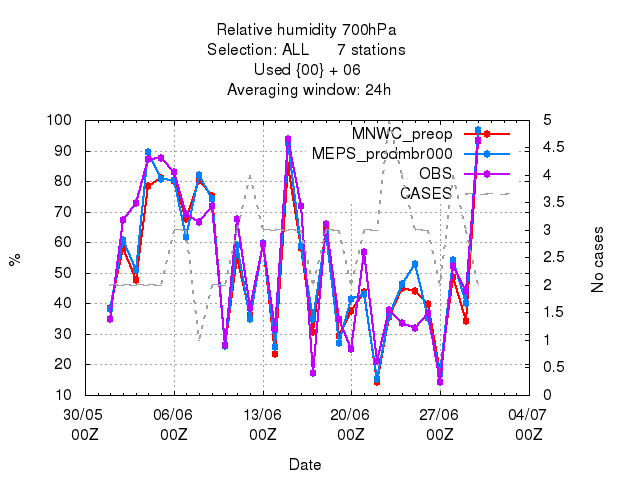 Relative humidity 700hPa
Selection: ALL 7 stations
Used {00} + 06
Averaging window: 24h
MNWC_preop
MEPS_prodmbr000
OBS
CASES
100
90
80
70
60
50
40
30
20
10
%
5
4.5
4
3.5
3
2.5
2
1.5
1
0.5
0
No cases
30/05 06/06 13/06 20/06 27/06 04/07
00Z 00Z 00Z 00Z 00Z 00Z
Date